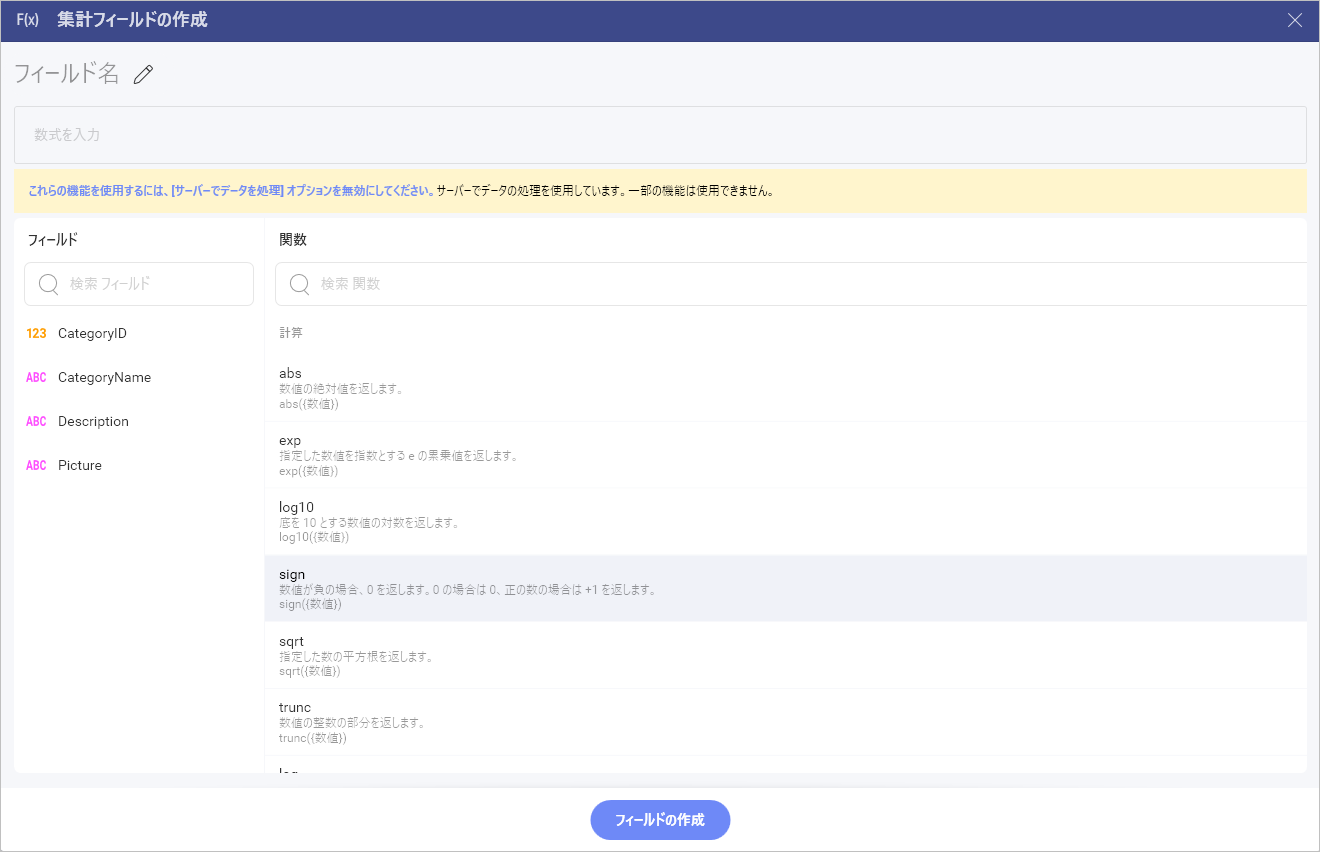 F(x) 集計フィールドの作成
フィールド名
数式を入力
これらの機能を使用するには、[サーバーでデータを処理] オプションを無効にしてください。サーバーでデータの処理を使用しています。一部の機能は使用できません。
フィールド
検索 フィールド
123 CategoryID
ABC CategoryName
ABC Description
ABC Picture
関数
検索 関数
計算
abs
数値の絶対値を返します。
abs({数値})
exp
指定した数値を指数とする e の累乗値を返します。
exp({数値})
log10
底を 10 とする数値の対数を返します。
log10({数値})
sign
数値が負の場合、0 を返します。0 の場合は 0、正の数の場合は +1 を返します。
sign({数値})
sqrt
指定した数の平方根を返します。
sqrt({数値})
trunc
数値の整数の部分を返します。
trunc({数値})
フィールドの作成